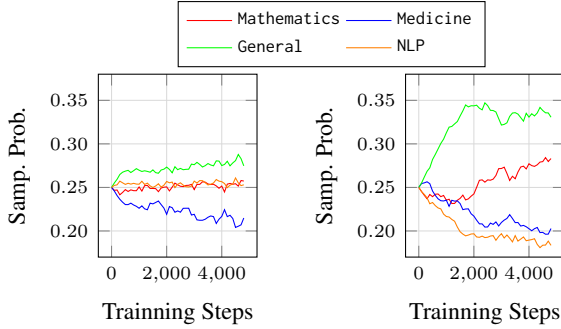 Mathematics Medicine
General NLP
0.35 0.35
0.30 0.30
0.25 0.25
0.20 0.20
Samp. Prob. Samp. Prob.
0 2,000 4,000 0 2,000 4,000
Trainning Steps Trainning Steps